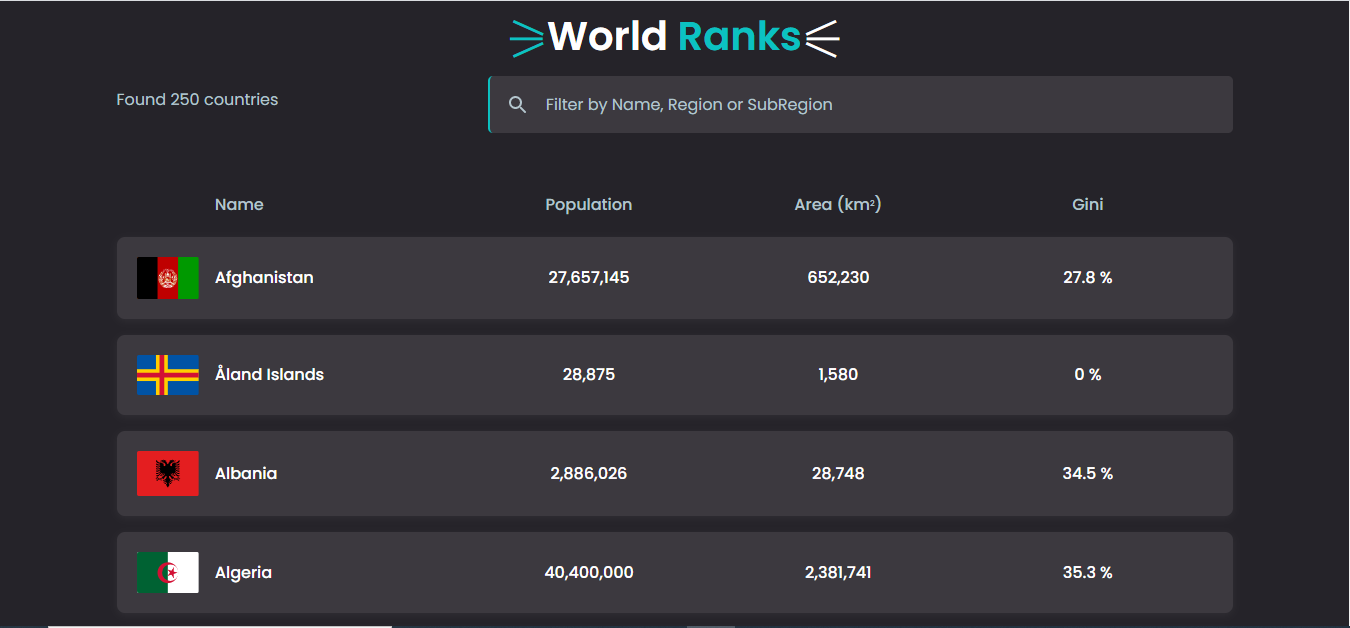 World Ranks
Found 250 countries
Filter by Name, Region or SubRegion
Name Population Area (km²) Gini
Afghanistan 27,657,145 652,230 27.8 %
Åland Islands 28,875 1,580 0 %
Albania 2,886,026 28,748 34.5 %
Algeria 40,400,000 2,381,741 35.3 %